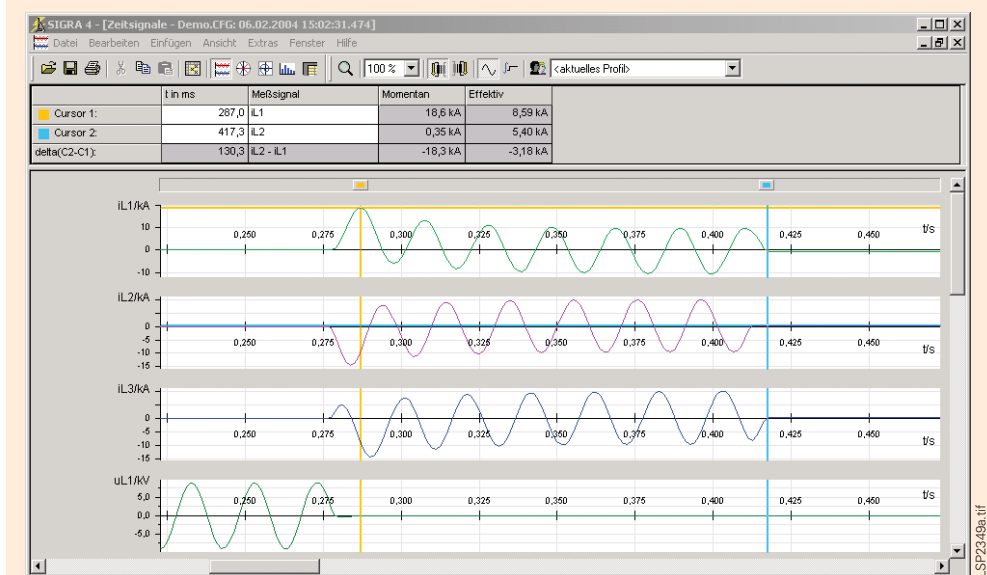 SIGRA 4 - [Zeitsignale - Demo.CFG: 06.02.2004 15:02:31.474]
Datei Bearbeiten Einfügen Ansicht Extras Fenster Hilfe
100 % <aktuelles Profil>
t in ms Meßsignal Momentan Effektiv
Cursor 1: 287,0 iL1 18,6 kA 8,59 kA
Cursor 2: 417,3 iL2 0,35 kA 5,40 kA
delta(C2-C1): 130,3 iL2 - iL1 -18,3 kA -3,18 kA
iL1/kA
10
0,250 0,275 0,300 0,325 0,350 0,375 0,400 0,425 0,450 t/s
0
-10
iL2/kA
0
-5
0,250 0,275 0,300 0,325 0,350 0,375 0,400 0,425 0,450 t/s
-10
-15
iL3/kA
0
-5
0,250 0,275 0,300 0,325 0,350 0,375 0,400 0,425 0,450 t/s
-10
-15
uL1/kV
5,0
0,250 0,275 0,300 0,325 0,350 0,375 0,400 0,425 0,450 t/s
0,0
-5,0
LSP2349a.tif